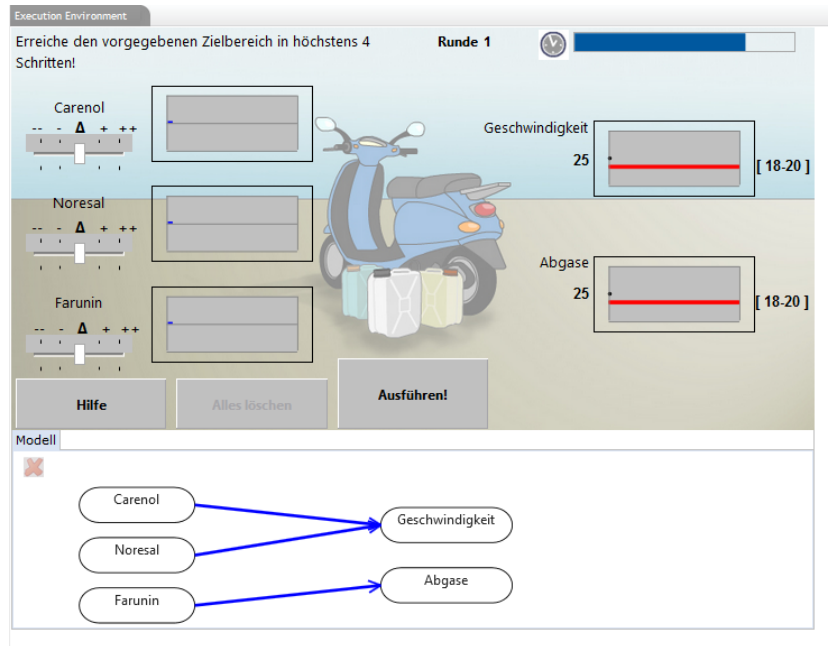 Execution Environment
Erreiche den vorgegebenen Zielbereich in höchstens 4
Schritten!
Runde 1
Carenol
-- - Δ + ++
Geschwindigkeit
25
[ 18-20 ]
Noresal
-- - Δ + ++
Abgase
25
[ 18-20 ]
Farunin
-- - Δ + ++
Hilfe
Alles löschen
Ausführen!
Modell
Carenol
Geschwindigkeit
Noresal
Abgase
Farunin